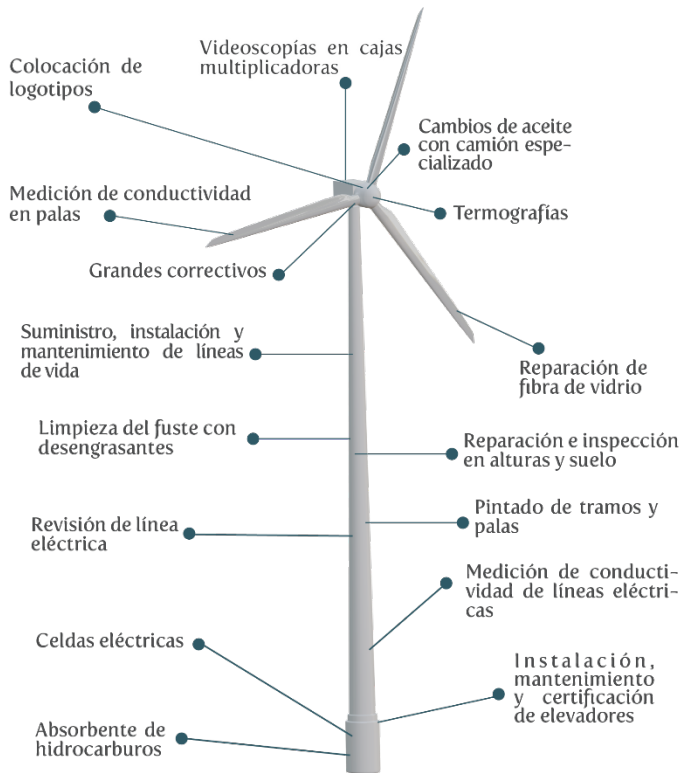 Videoscopías en cajas
multiplicadoras
Colocación de
logotipos
Cambios de aceite
con camión espe-
cializado
Medición de conductividad
en palas
Termografías
Grandes correctivos
Suministro, instalación y
mantenimiento de líneas
de vida
Reparación de
fibra de vidrio
Limpieza del fuste con
desengrasantes
Reparación e inspección
en alturas y suelo
Revisión de línea
eléctrica
Pintado de tramos y
palas
Medición de conducti-
vidad de líneas eléctri-
cas
Celdas eléctricas
Instalación,
mantenimiento
y certificación
de elevadores
Absorbente de
hidrocarburos